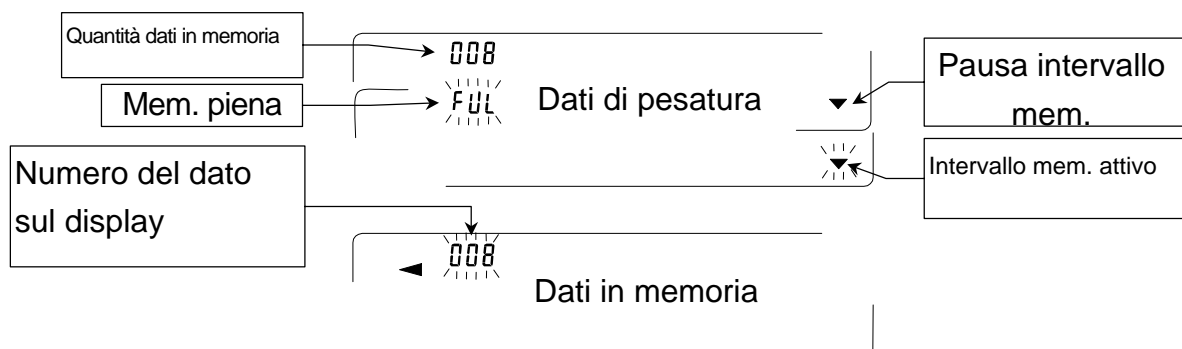 Quantità dati in memoria
008
Mem. piena
FUL
Dati di pesatura
Pausa intervallo
mem.
Intervallo mem. attivo
Numero del dato
sul display
008
Dati in memoria